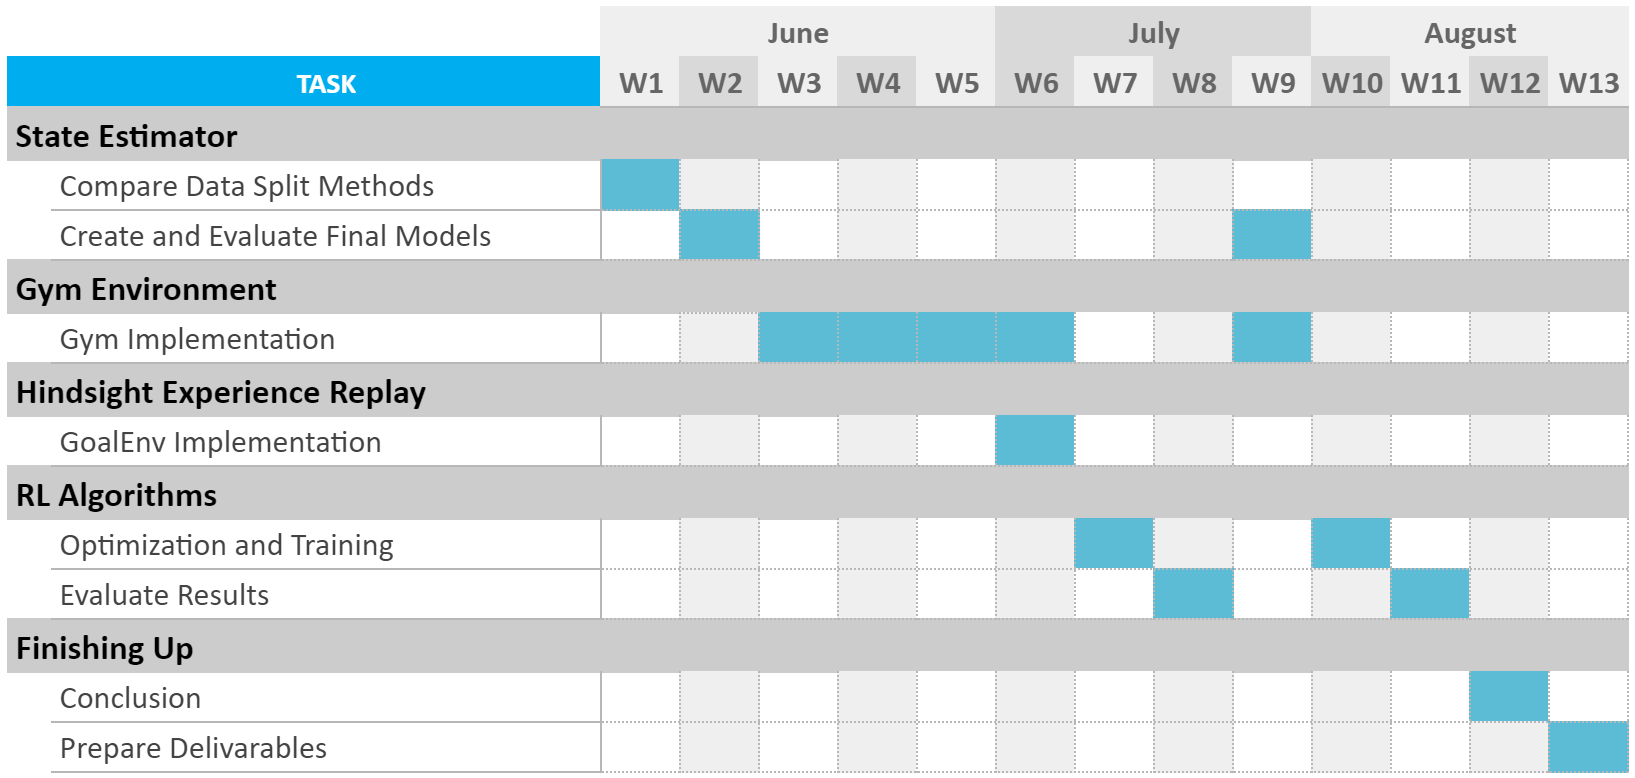 June July August
TASK W1 W2 W3 W4 W5 W6 W7 W8 W9 W10 W11 W12 W13
State Estimator
Compare Data Split Methods
Create and Evaluate Final Models
Gym Environment
Gym Implementation
Hindsight Experience Replay
GoalEnv Implementation
RL Algorithms
Optimization and Training
Evaluate Results
Finishing Up
Conclusion
Prepare Delivarables